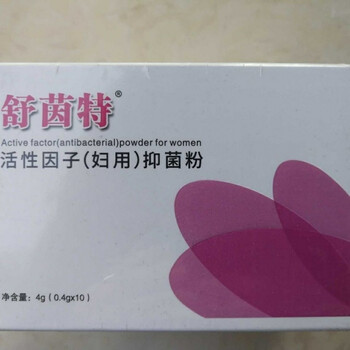 舒茵特®
Active factor(antibacterial)powder for women
活性因子(妇用)抑菌粉
净含量: 4g(0.4gx10)